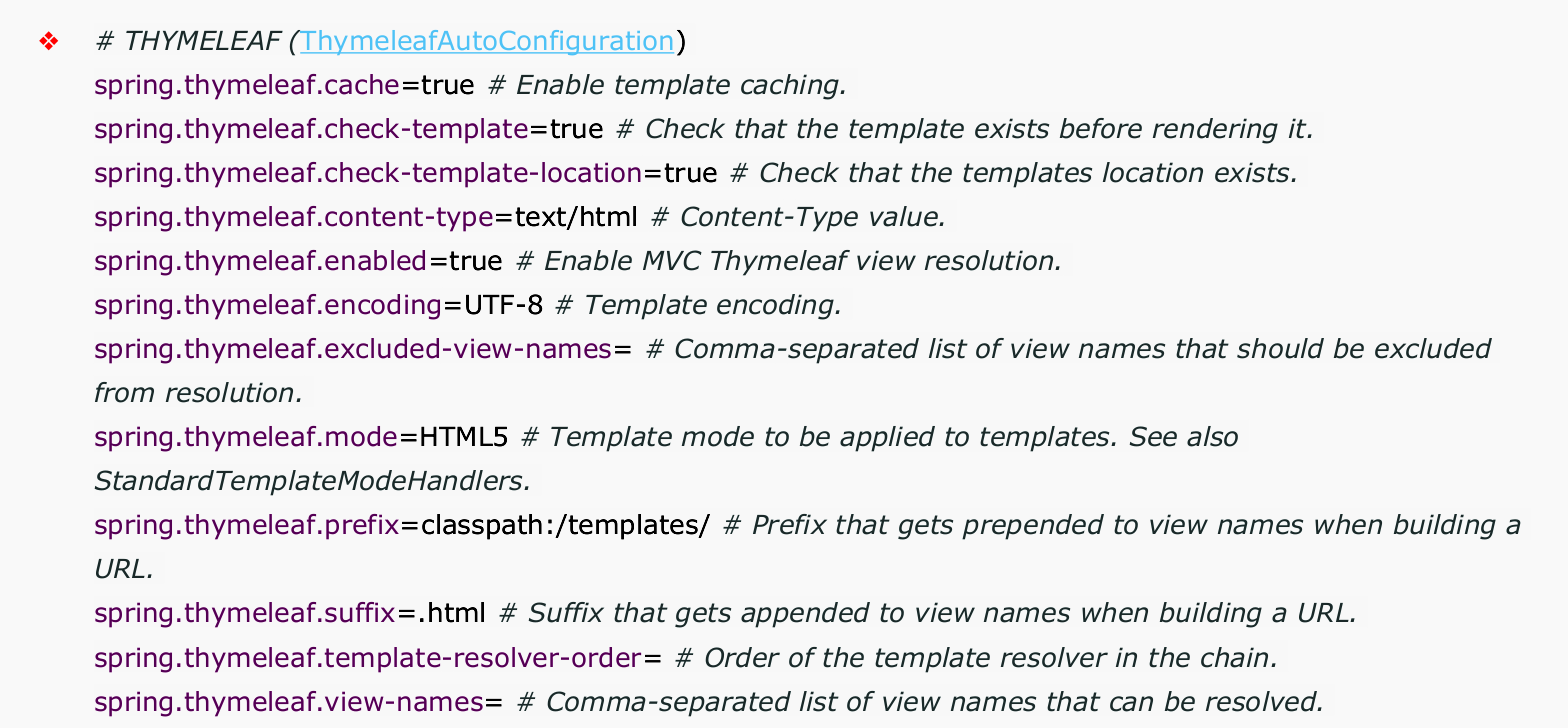 ❖ # THYMELEAF (ThymeleafAutoConfiguration)
spring.thymeleaf.cache=true # Enable template caching.
spring.thymeleaf.check-template=true # Check that the template exists before rendering it.
spring.thymeleaf.check-template-location=true # Check that the templates location exists.
spring.thymeleaf.content-type=text/html # Content-Type value.
spring.thymeleaf.enabled=true # Enable MVC Thymeleaf view resolution.
spring.thymeleaf.encoding=UTF-8 # Template encoding.
spring.thymeleaf.excluded-view-names= # Comma-separated list of view names that should be excluded
from resolution.
spring.thymeleaf.mode=HTML5 # Template mode to be applied to templates. See also
StandardTemplateModeHandlers.
spring.thymeleaf.prefix=classpath:/templates/ # Prefix that gets prepended to view names when building a
URL.
spring.thymeleaf.suffix=.html # Suffix that gets appended to view names when building a URL.
spring.thymeleaf.template-resolver-order= # Order of the template resolver in the chain.
spring.thymeleaf.view-names= # Comma-separated list of view names that can be resolved.